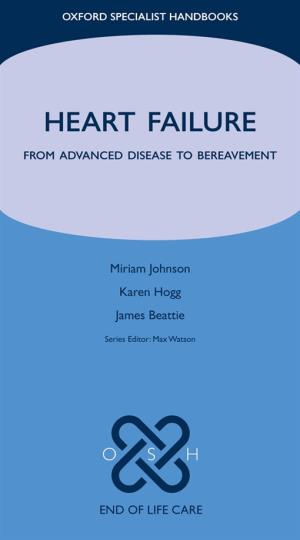 OXFORD SPECIALIST HANDBOOKS
HEART FAILURE
FROM ADVANCED DISEASE TO BEREAVEMENT
Miriam Johnson
Karen Hogg
James Beattie
Series Editor: Max Watson
O S H
END OF LIFE CARE